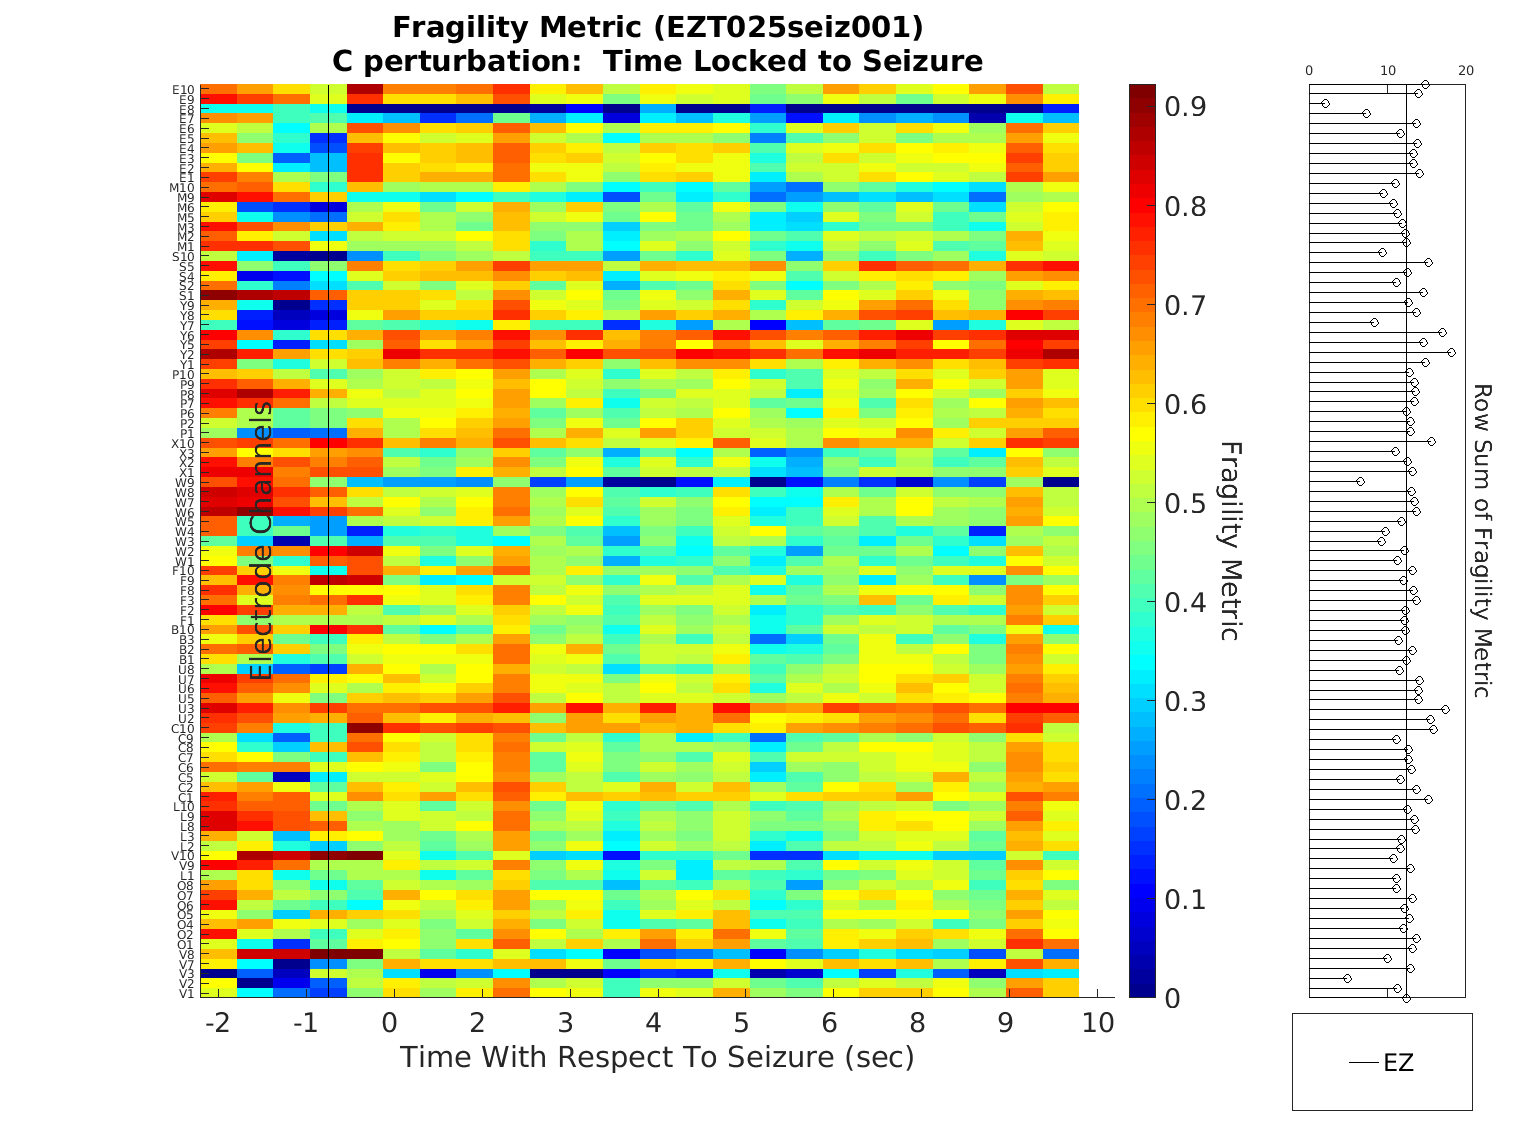 Fragility Metric (EZT025seiz001)
C perturbation: Time Locked to Seizure
0 10 20
E10
E9
E8
E7
E6
E5
E4
E3
E2
E1
M10
M9
M6
M5
M3
M2
M1
S10
S5
S4
S2
S1
Y9
Y8
Y7
Y6
Y5
Y2
Y1
P10
P9
P8
P7
P6
P2
P1
X10
X3
X2
X1
W9
W8
W7
W6
W5
W4
W3
W2
W1
F10
F9
F8
F3
F2
F1
B10
B3
B2
B1
U8
U7
U6
U5
U3
U2
C10
C9
C8
C7
C6
C5
C2
C1
L10
L9
L8
L3
L2
V10
V9
L1
O8
O7
O6
O5
O4
O2
O1
V8
V7
V3
V2
V1
Electrode Channels
-2 -1 0 2 3 4 5 6 2 9 10
Time With Respect To Seizure (sec)
0.9
0.8
0.7
0.6
0.5
0.4
0.3
0.2
0.1
0
Fragility Metric
Row Sum of Fragility Metric
EZ